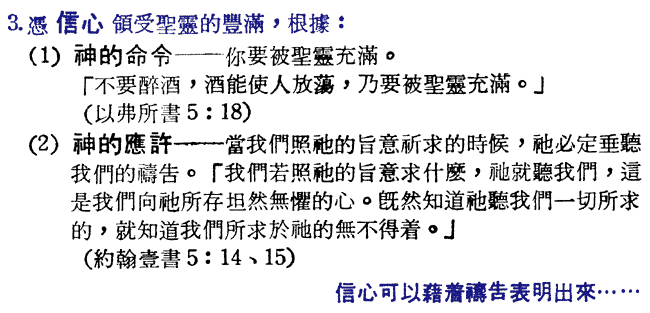 3.憑 信心 領受聖靈的豐滿，根據：
(1) 神的命令——你要被聖靈充滿。
「不要醉酒，酒能使人放蕩，乃要被聖靈充滿。」
(以弗所書5：18)
(2) 神的應許——當我們照祂的旨意祈求的時候，祂必定垂聽
我們的禱告。「我們若照祂的旨意求什麼，祂就聽我們，這
是我們向祂所存坦然無懼的心。既然知道祂聽我們一切所求
的，就知道我們所求於祂的無不得着。」
(約翰壹書5：14、15)
信心可以藉着禱告表明出來……